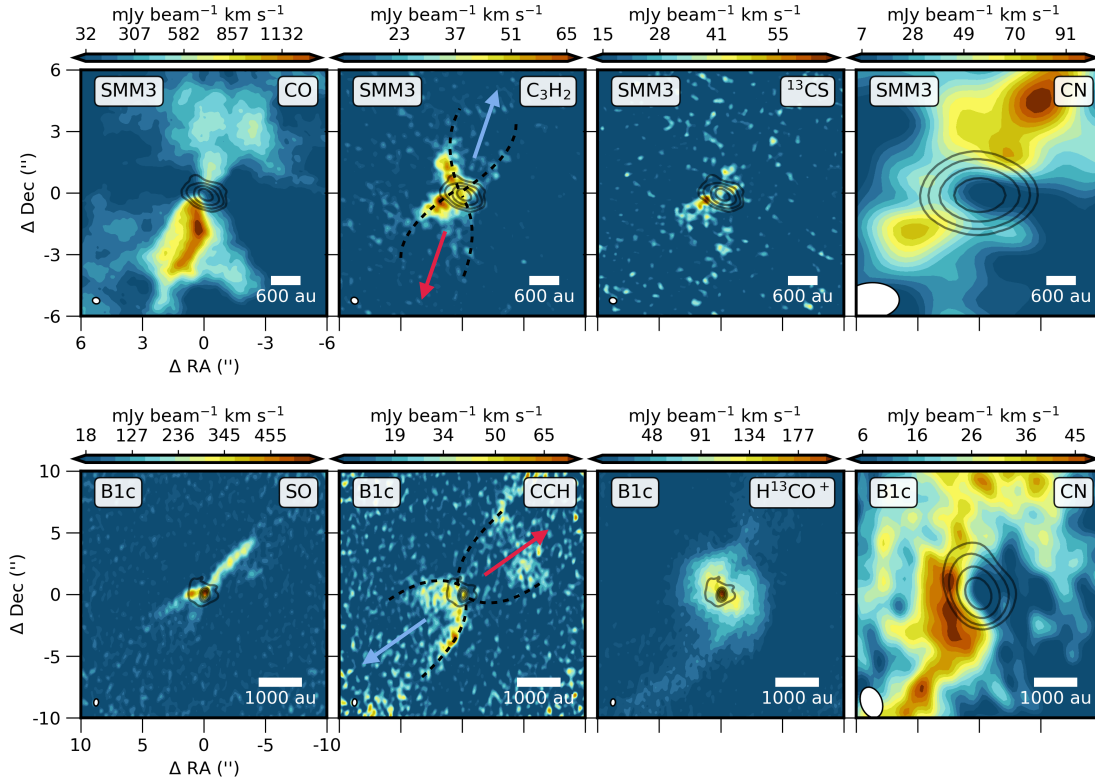 mJy beam⁻¹ km s⁻¹ mJy beam⁻¹ km s⁻¹ mJy beam⁻¹ km s⁻¹ mJy beam⁻¹ km s⁻¹
32 307 582 857 1132 23 37 51 65 15 28 41 55 7 28 49 70 91
SMM3 CO SMM3 C₃H₂ SMM3 ¹³CS SMM3 CN
6
3
0
-3
-6
Δ Dec ('')
600 au 600 au 600 au 600 au
6 3 0 -3 -6
Δ RA ('')
mJy beam⁻¹ km s⁻¹ mJy beam⁻¹ km s⁻¹ mJy beam⁻¹ km s⁻¹ mJy beam⁻¹ km s⁻¹
18 127 236 345 455 19 34 50 65 48 91 134 177 6 16 26 36 45
B1c SO B1c CCH B1c H¹³CO⁺ B1c CN
10
5
0
-5
-10
Δ Dec ('')
1000 au 1000 au 1000 au 1000 au
10 5 0 -5 -10
Δ RA ('')